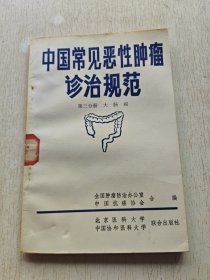 中国常见恶性肿瘤
诊治规范
第三分册 大肠癌
全国肿瘤防治办公室
中国抗癌协会
合编
北京医科大学
中国协和医科大学
联合出版社